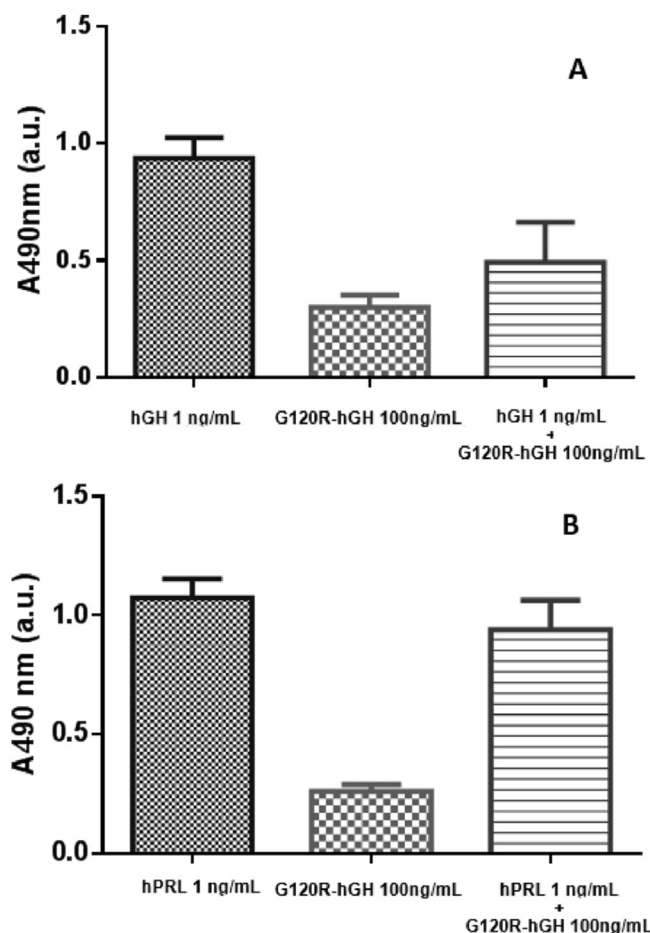 A
A490nm (a.u.)
1.5
1.0
0.5
0.0
hGH 1 ng/mL
G120R-hGH 100ng/mL
hGH 1 ng/mL
+
G120R-hGH 100ng/mL
B
A490 nm (a.u.)
1.5
1.0
0.5
0.0
hPRL 1 ng/mL
G120R-hGH 100ng/mL
hPRL 1 ng/mL
+
G120R-hGH 100ng/mL